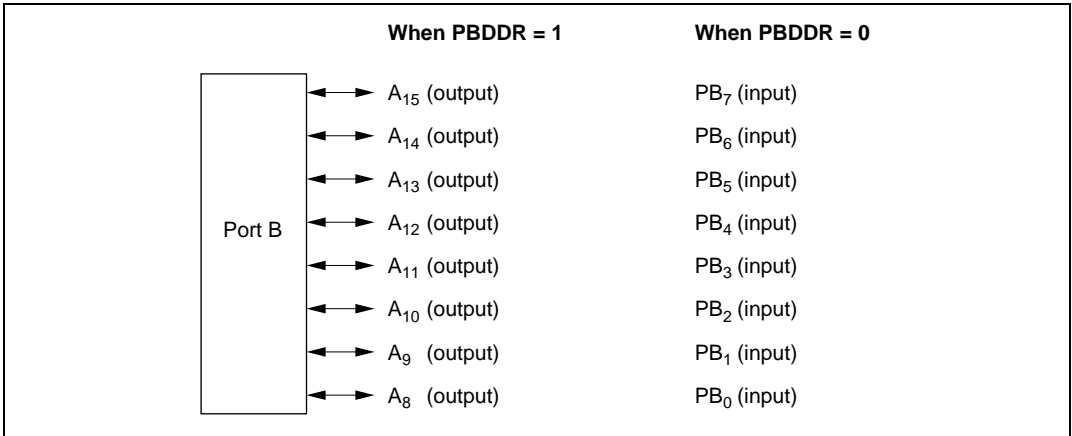 When PBDDR = 1 When PBDDR = 0
A15 (output) PB7 (input)
A14 (output) PB6 (input)
A13 (output) PB5 (input)
Port B A12 (output) PB4 (input)
A11 (output) PB3 (input)
A10 (output) PB2 (input)
A9 (output) PB1 (input)
A8 (output) PB0 (input)